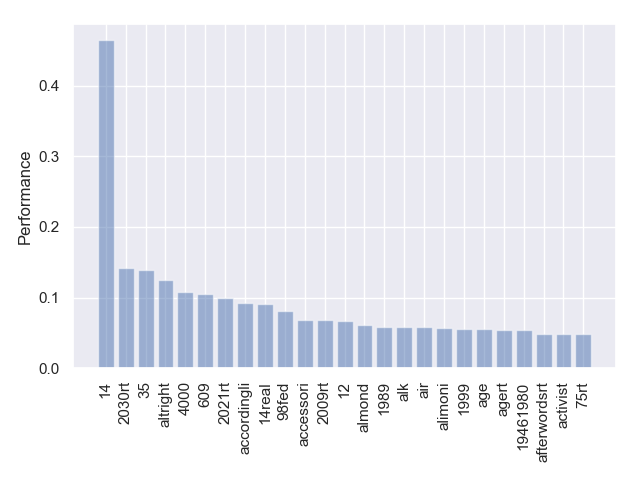 Performance
0.4
0.3
0.2
0.1
0.0
14
2030rt
35
altright
4000
609
2021rt
accordingli
14real
98fed
accessori
2009rt
12
almond
1989
alk
air
alimoni
1999
age
agert
19461980
afterwordsrt
activist
75rt